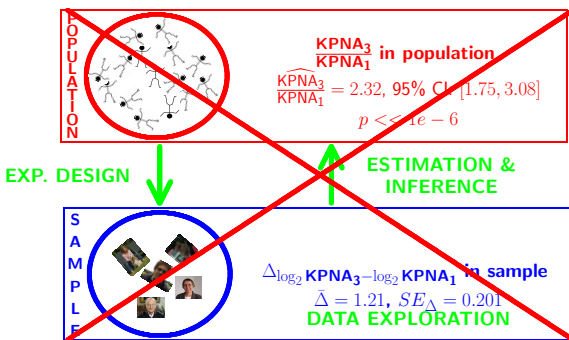 POPULATION
KPNA3/KPNA1 in population
\widehat{KPNA3/KPNA1} = 2.32, 95% CI [1.75, 3.08]
p << 1e − 6
EXP. DESIGN
ESTIMATION &
INFERENCE
SAMPLE
Δlog2 KPNA3−log2 KPNA1 in sample
Δ̄ = 1.21, SEΔ = 0.201
DATA EXPLORATION